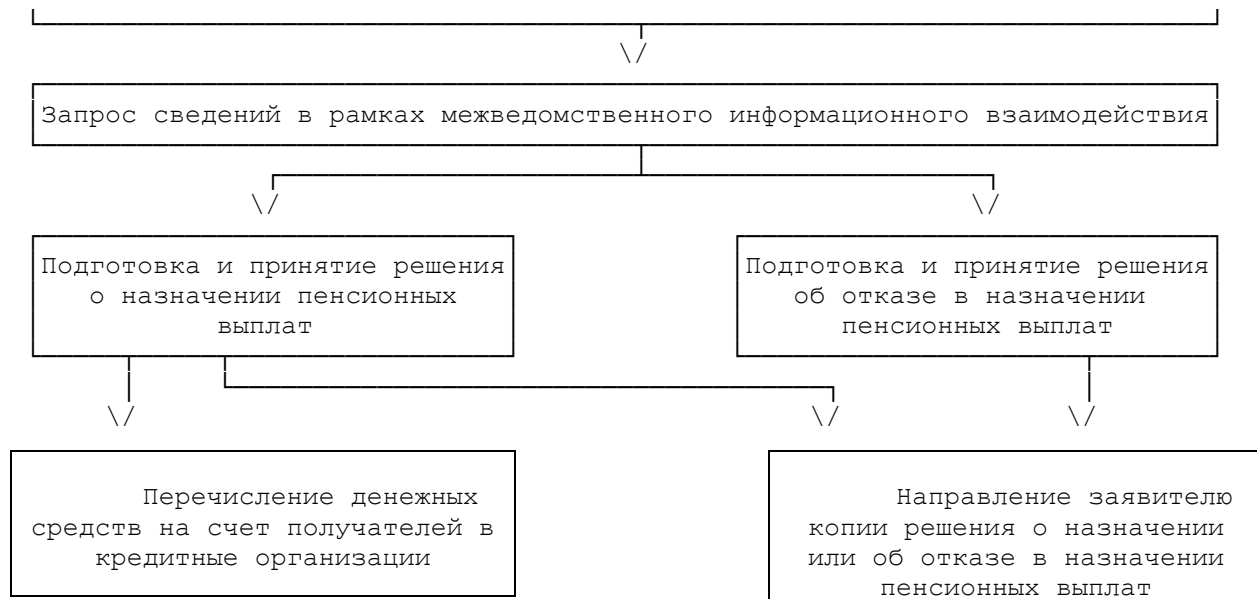 Запрос сведений в рамках межведомственного информационного взаимодействия
Подготовка и принятие решения
о назначении пенсионных
выплат
Подготовка и принятие решения
об отказе в назначении
пенсионных выплат
Перечисление денежных
средств на счет получателей в
кредитные организации
Направление заявителю
копии решения о назначении
или об отказе в назначении
пенсионных выплат